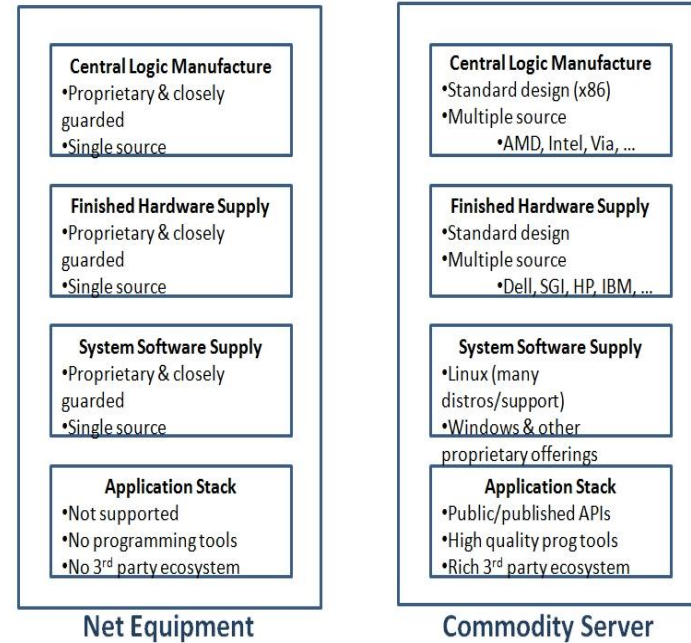 Central Logic Manufacture
•Proprietary & closely
guarded
•Single source
Finished Hardware Supply
•Proprietary & closely
guarded
•Single source
System Software Supply
•Proprietary & closely
guarded
•Single source
Application Stack
•Not supported
•No programming tools
•No 3rd party ecosystem
Net Equipment
Central Logic Manufacture
•Standard design (x86)
•Multiple source
•AMD, Intel, Via, ...
Finished Hardware Supply
•Standard design
•Multiple source
•Dell, SGI, HP, IBM, ...
System Software Supply
•Linux (many
distros/support)
•Windows & other
proprietary offerings
Application Stack
•Public/published APIs
•High quality prog tools
•Rich 3rd party ecosystem
Commodity Server